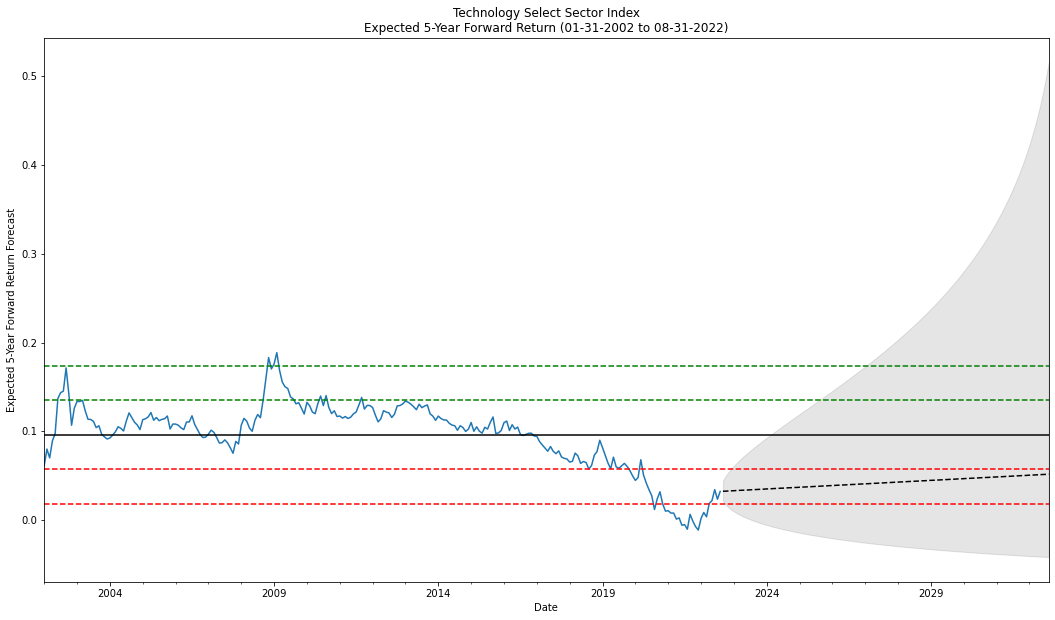 Technology Select Sector Index
Expected 5-Year Forward Return (01-31-2002 to 08-31-2022)
Expected 5-Year Forward Return Forecast
0.5
0.4
0.3
0.2
0.1
0.0
2004 2009 2014 2019 2024 2029
Date